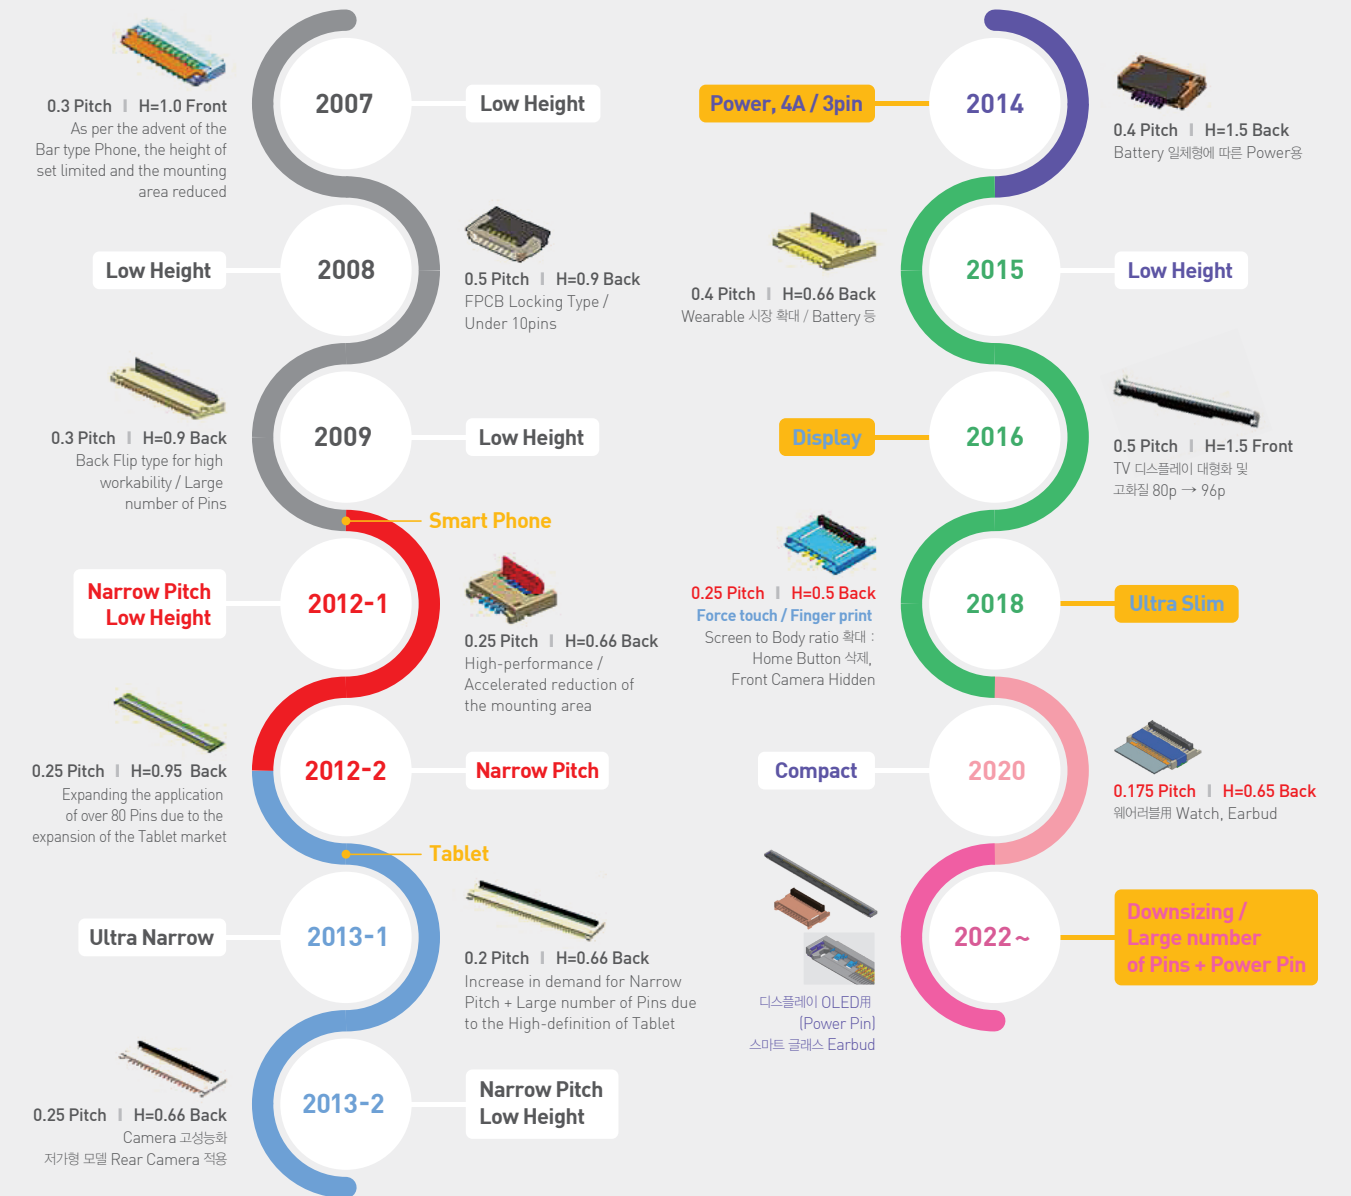 0.3 Pitch | H=1.0 Front
As per the advent of the
Bar type Phone, the height of
set limited and the mounting
area reduced
2007
Low Height
Low Height
2008
0.5 Pitch | H=0.9 Back
FPCB Locking Type /
Under 10pins
0.3 Pitch | H=0.9 Back
Back Flip type for high
workability / Large
number of Pins
2009
Low Height
Smart Phone
Narrow Pitch
Low Height
2012-1
0.25 Pitch | H=0.66 Back
High-performance /
Accelerated reduction of
the mounting area
0.25 Pitch | H=0.95 Back
Expanding the application
of over 80 Pins due to the
expansion of the Tablet market
2012-2
Narrow Pitch
Tablet
Ultra Narrow
2013-1
0.2 Pitch | H=0.66 Back
Increase in demand for Narrow
Pitch + Large number of Pins due
to the High-definition of Tablet
0.25 Pitch | H=0.66 Back
Camera 고성능화
저가형 모델 Rear Camera 적용
2013-2
Narrow Pitch
Low Height
Power, 4A / 3pin
2014
0.4 Pitch | H=1.5 Back
Battery 일체형에 따른 Power용
0.4 Pitch | H=0.66 Back
Wearable 시장 확대 / Battery 등
2015
Low Height
Display
2016
0.5 Pitch | H=1.5 Front
TV 디스플레이 대형화 및
고화질 80p → 96p
0.25 Pitch | H=0.5 Back
Force touch / Finger print
Screen to Body ratio 확대 :
Home Button 삭제,
Front Camera Hidden
2018
Ultra Slim
Compact
2020
0.175 Pitch | H=0.65 Back
웨어러블用 Watch, Earbud
디스플레이 OLED用
(Power Pin)
스마트 글래스 Earbud
2022~
Downsizing /
Large number
of Pins + Power Pin